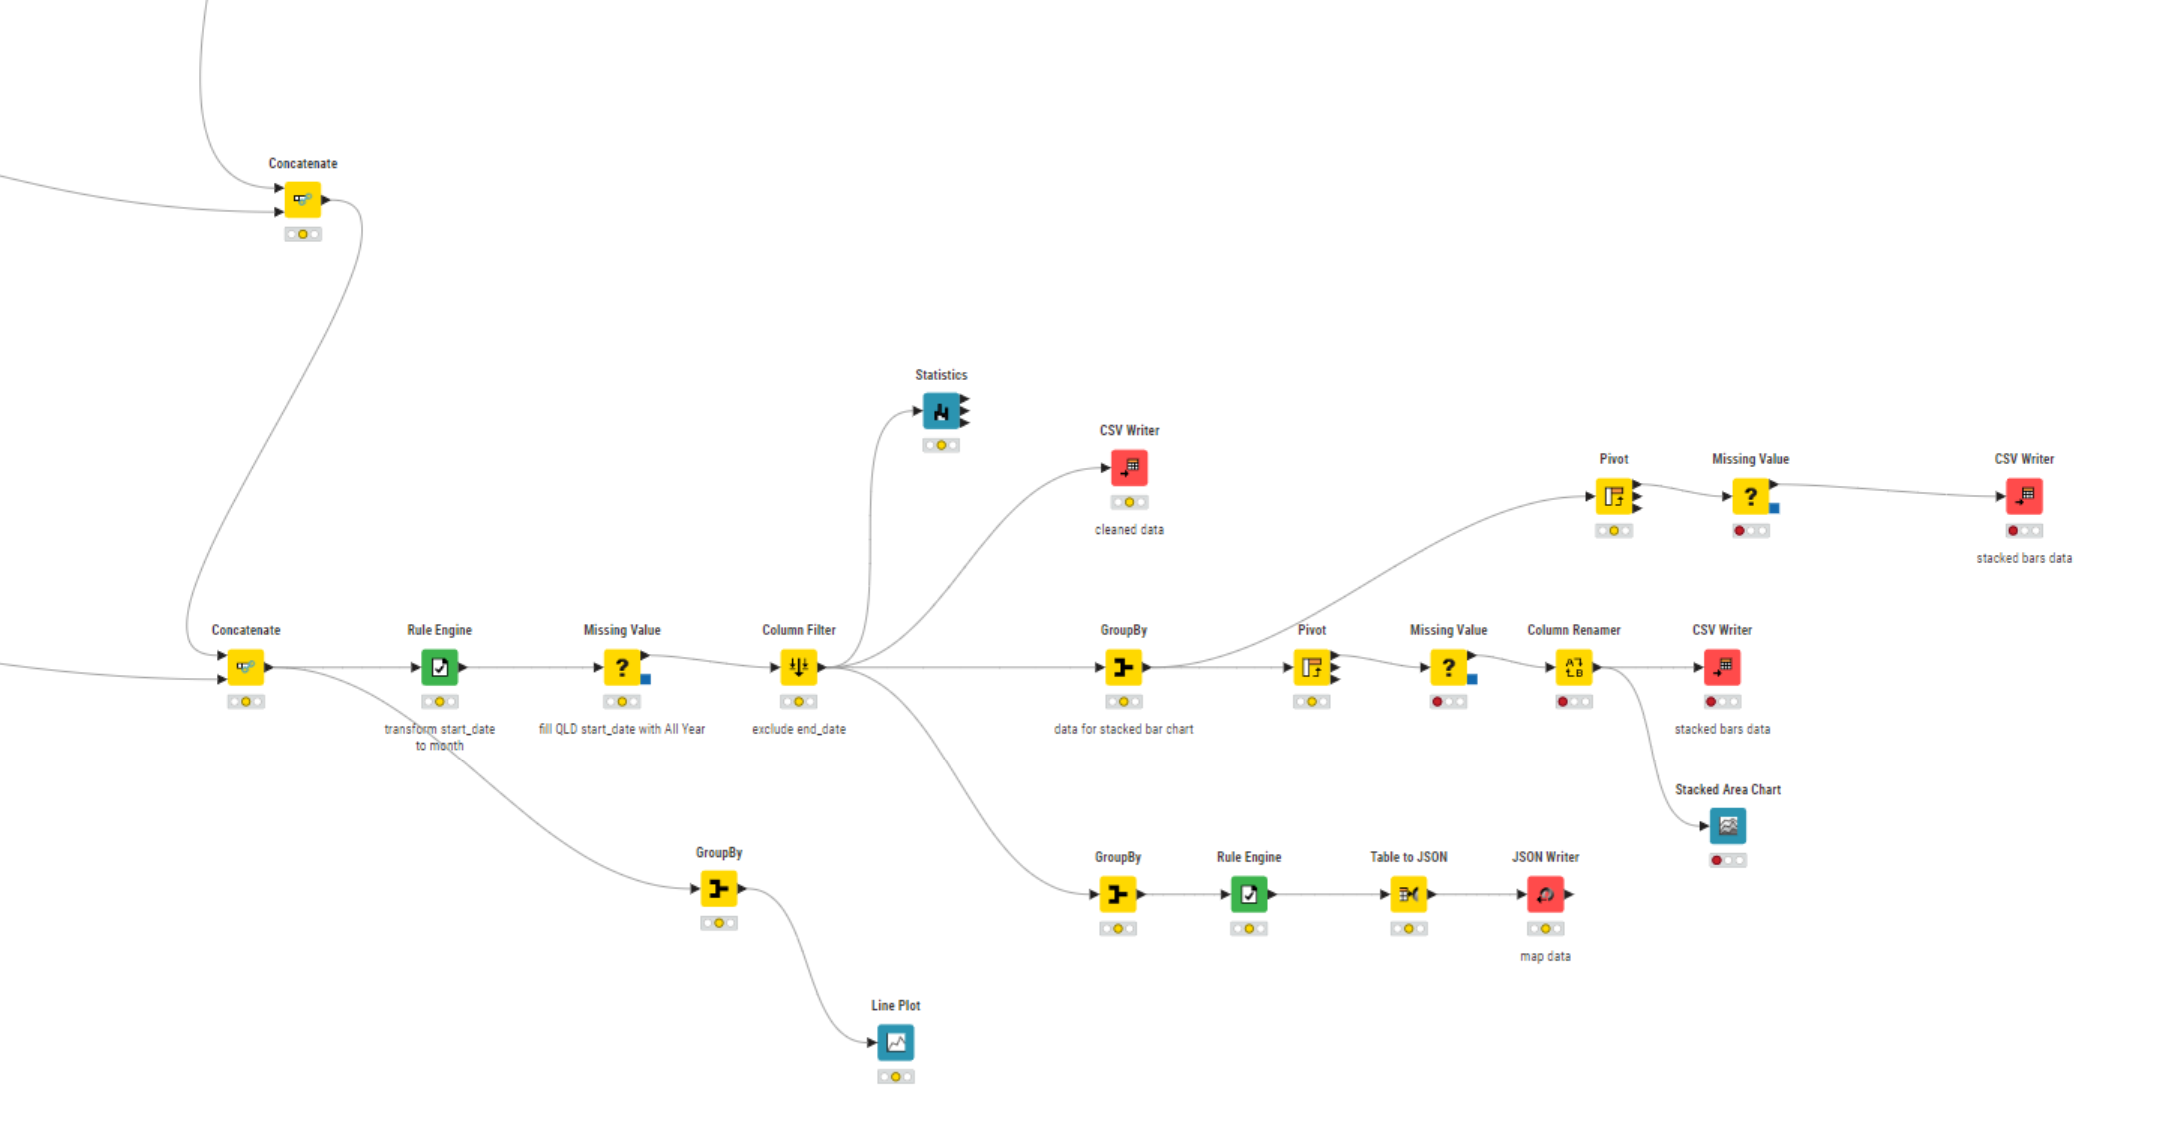 Concatenate
Statistics
CSV Writer
cleaned data
Pivot
Missing Value
CSV Writer
stacked bars data
Concatenate
Rule Engine
transform start_date
to month
Missing Value
fill QLD start_date with All Year
Column Filter
exclude end_date
GroupBy
data for stacked bar chart
Pivot
Missing Value
Column Renamer
CSV Writer
stacked bars data
Stacked Area Chart
GroupBy
GroupBy
Rule Engine
Table to JSON
JSON Writer
map data
Line Plot